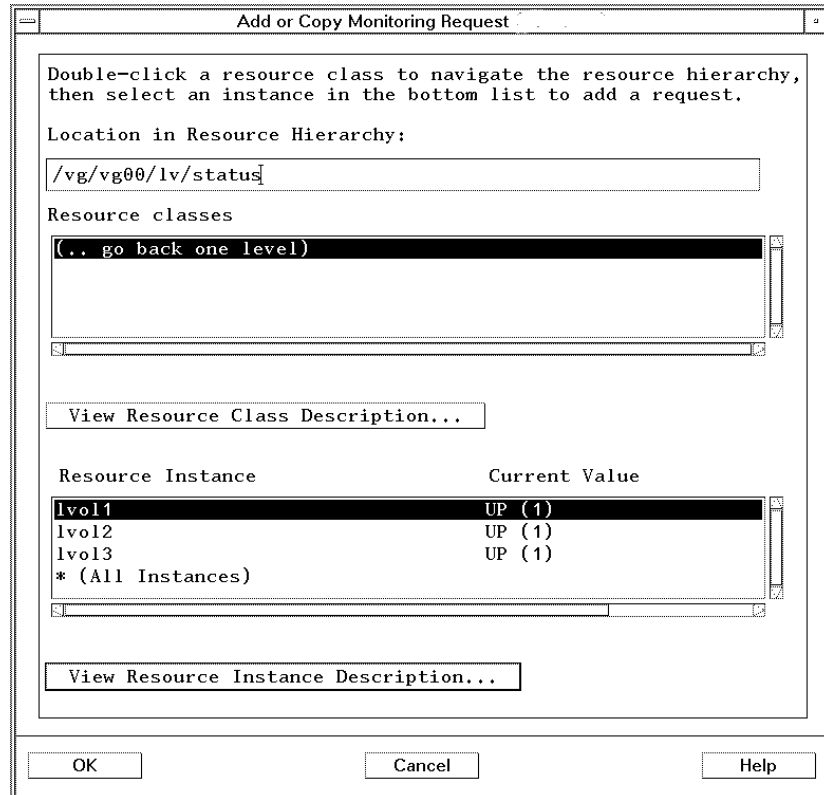 Add or Copy Monitoring Request
Double-click a resource class to navigate the resource hierarchy,
then select an instance in the bottom list to add a request.
Location in Resource Hierarchy:
/vg/vg00/lv/status
Resource classes
(.. go back one level)
View Resource Class Description...
Resource Instance Current Value
lvol1 UP (1)
lvol2 UP (1)
lvol3 UP (1)
* (All Instances)
View Resource Instance Description...
OK Cancel Help